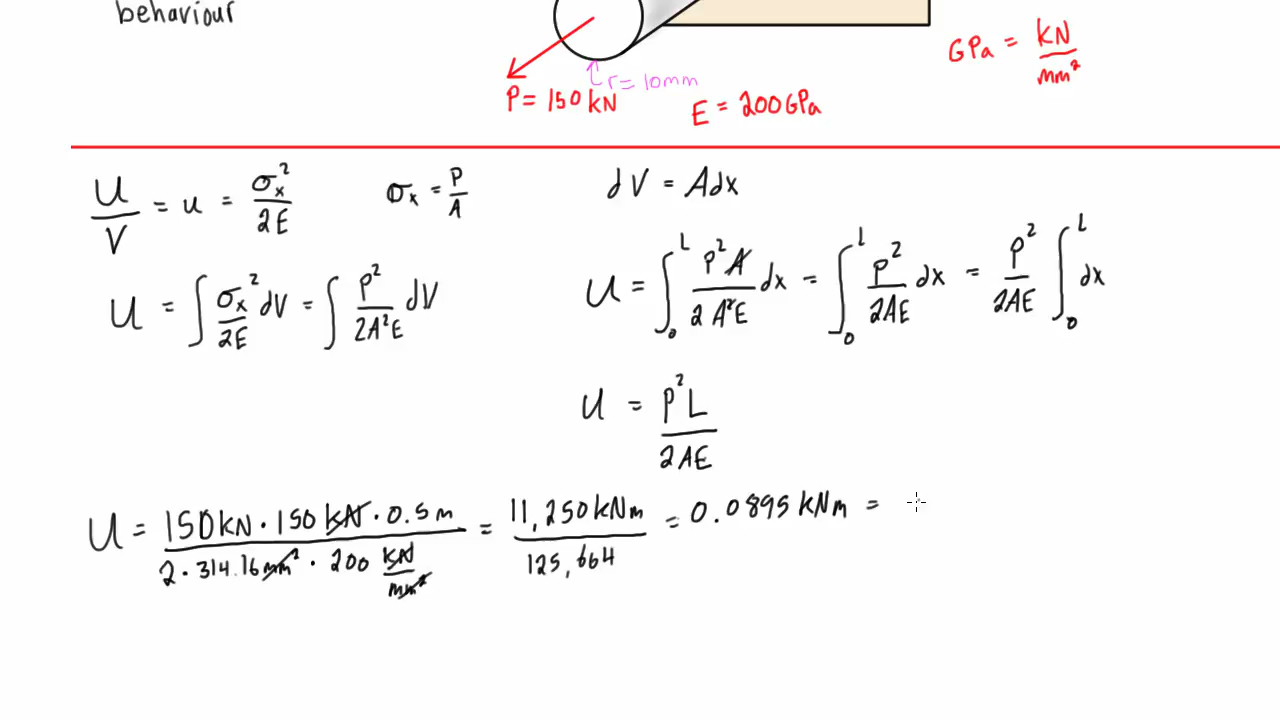 behaviour
GPa = kN/mm²
r = 10mm
P = 150 kN
E = 200 GPa
U/V = u = σx²/2E
σx = P/A
dV = Adx
U = ∫ σx²/2E dV = ∫ P²/2A²E dV
U = ∫₀ᴸ P²A/2A²E dx = ∫₀ᴸ P²/2AE dx = P²/2AE ∫₀ᴸ dx
U = P²L/2AE
U = 150kN · 150 kN · 0.5m / 2 · 314.16mm² · 200 kN/mm² = 11,250kNm / 125,664 = 0.0895 kNm =